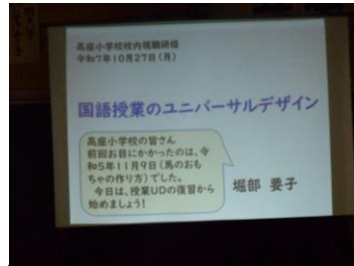 高座小学校校内現職研修
令和7年10月27日(月)
国語授業のユニバーサルデザイン
高座小学校の皆さん
前回お目にかかったのは、令
和5年11月9日(馬のおも
ちゃの作り方)でした。
今日は、授業UDの復習から
始めましょう!
堀部 要子